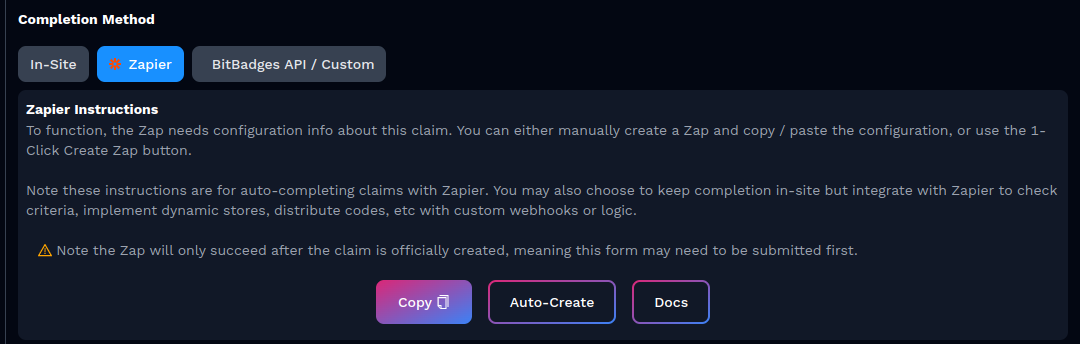 Completion Method
In-Site
Zapier
BitBadges API / Custom
Zapier Instructions
To function, the Zap needs configuration info about this claim. You can either manually create a Zap and copy / paste the configuration, or use the 1-
Click Create Zap button.
Note these instructions are for auto-completing claims with Zapier. You may also choose to keep completion in-site but integrate with Zapier to check
criteria, implement dynamic stores, distribute codes, etc with custom webhooks or logic.
Note the Zap will only succeed after the claim is officially created, meaning this form may need to be submitted first.
Copy
Auto-Create
Docs